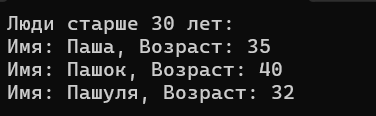 Люди старше 30 лет:
Имя: Паша, Возраст: 35
Имя: Пашок, Возраст: 40
Имя: Пашуля, Возраст: 32